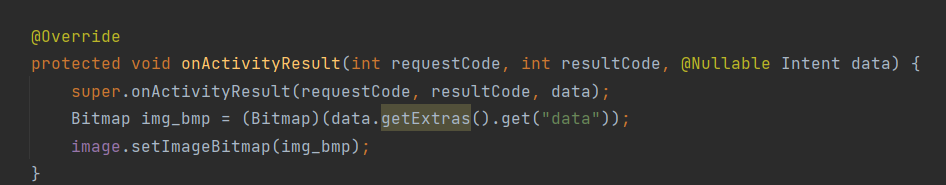 @Override
protected void onActivityResult(int requestCode, int resultCode, @Nullable Intent data) {
    super.onActivityResult(requestCode, resultCode, data);
    Bitmap img_bmp = (Bitmap)(data.getExtras().get("data"));
    image.setImageBitmap(img_bmp);
}